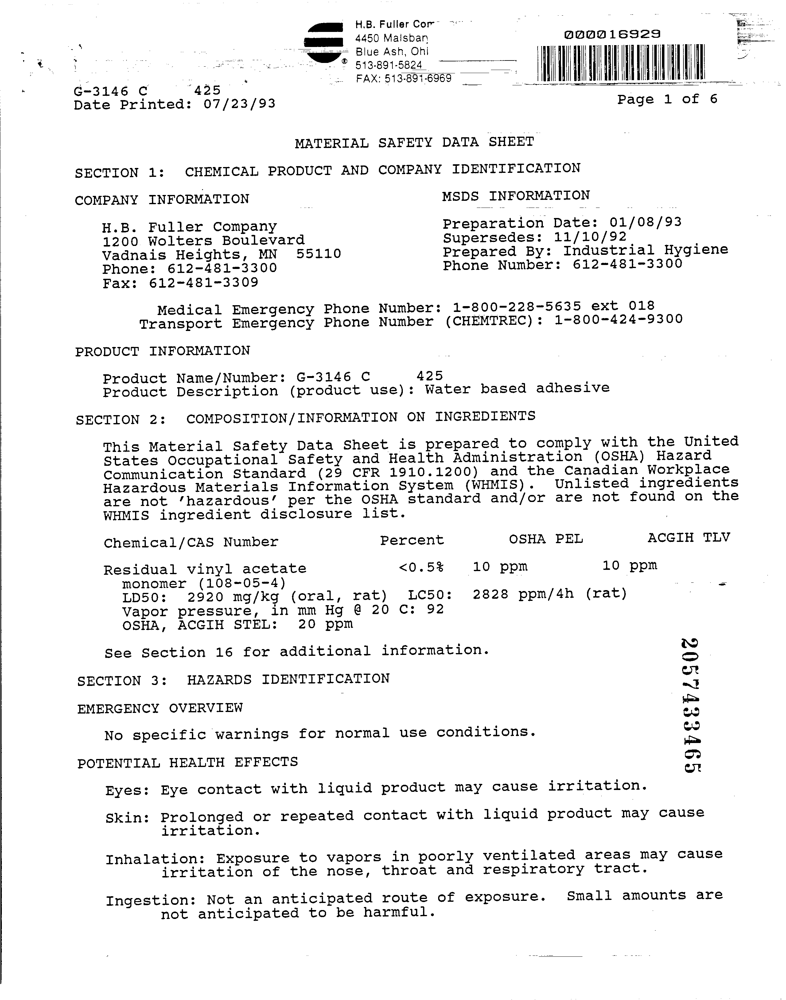 H.B. Fuller
4450
Blue Ash,
513-891-5824
FAX: 513-891-6969
000016929
G-3146 C 425
Date Printed: 07/23/93
Page 1 of 6
MATERIAL SAFETY DATA SHEET
SECTION 1: CHEMICAL PRODUCT AND COMPANY IDENTIFICATION
COMPANY INFORMATION
MSDS INFORMATION
H.B. Fuller Company
1200 Wolters Boulevard
Vadnais Heights, MN 55110
Phone: 612-481-3300
Fax: 612-481-3309
Preparation Date: 01/08/93
Supersedes: 11/10/92
Prepared By: Industrial Hygiene
Phone Number: 612-481-3300
Medical Emergency Phone Number: 1-800-228-5635 ext 018
Transport Emergency Phone Number (CHEMTREC): 1-800-424-9300
PRODUCT INFORMATION
Product Name/Number: G-3146 C 425
Product Description (product use): Water based adhesive
SECTION 2: COMPOSITION/INFORMATION ON INGREDIENTS
This Material Safety Data Sheet is prepared to comply with the United
States Occupational Safety and Health Administration (OSHA) Hazard
Communication Standard (29 CFR 1910.1200) and the Canadian Workplace
Hazardous Materials Information System (WHMIS). Unlisted ingredients
are not 'hazardous' per the OSHA standard and/or are not found on the
WHMIS ingredient disclosure list.
Chemical/CAS Number Percent OSHA PEL ACGIH TLV
Residual vinyl acetate <0.5% 10 ppm 10 ppm
monomer (108-05-4)
LD50: 2920 mg/kg (oral, rat) LC50: 2828 ppm/4h (rat)
Vapor pressure, in mm Hg @ 20 C: 92
OSHA, ACGIH STEL: 20 ppm
See Section 16 for additional information.
SECTION 3: HAZARDS IDENTIFICATION
EMERGENCY OVERVIEW
No specific warnings for normal use conditions.
POTENTIAL HEALTH EFFECTS
Eyes: Eye contact with liquid product may cause irritation.
Skin: Prolonged or repeated contact with liquid product may cause
irritation.
Inhalation: Exposure to vapors in poorly ventilated areas may cause
irritation of the nose, throat and respiratory tract.
Ingestion: Not an anticipated route of exposure. Small amounts are
not anticipated to be harmful.
2057433465